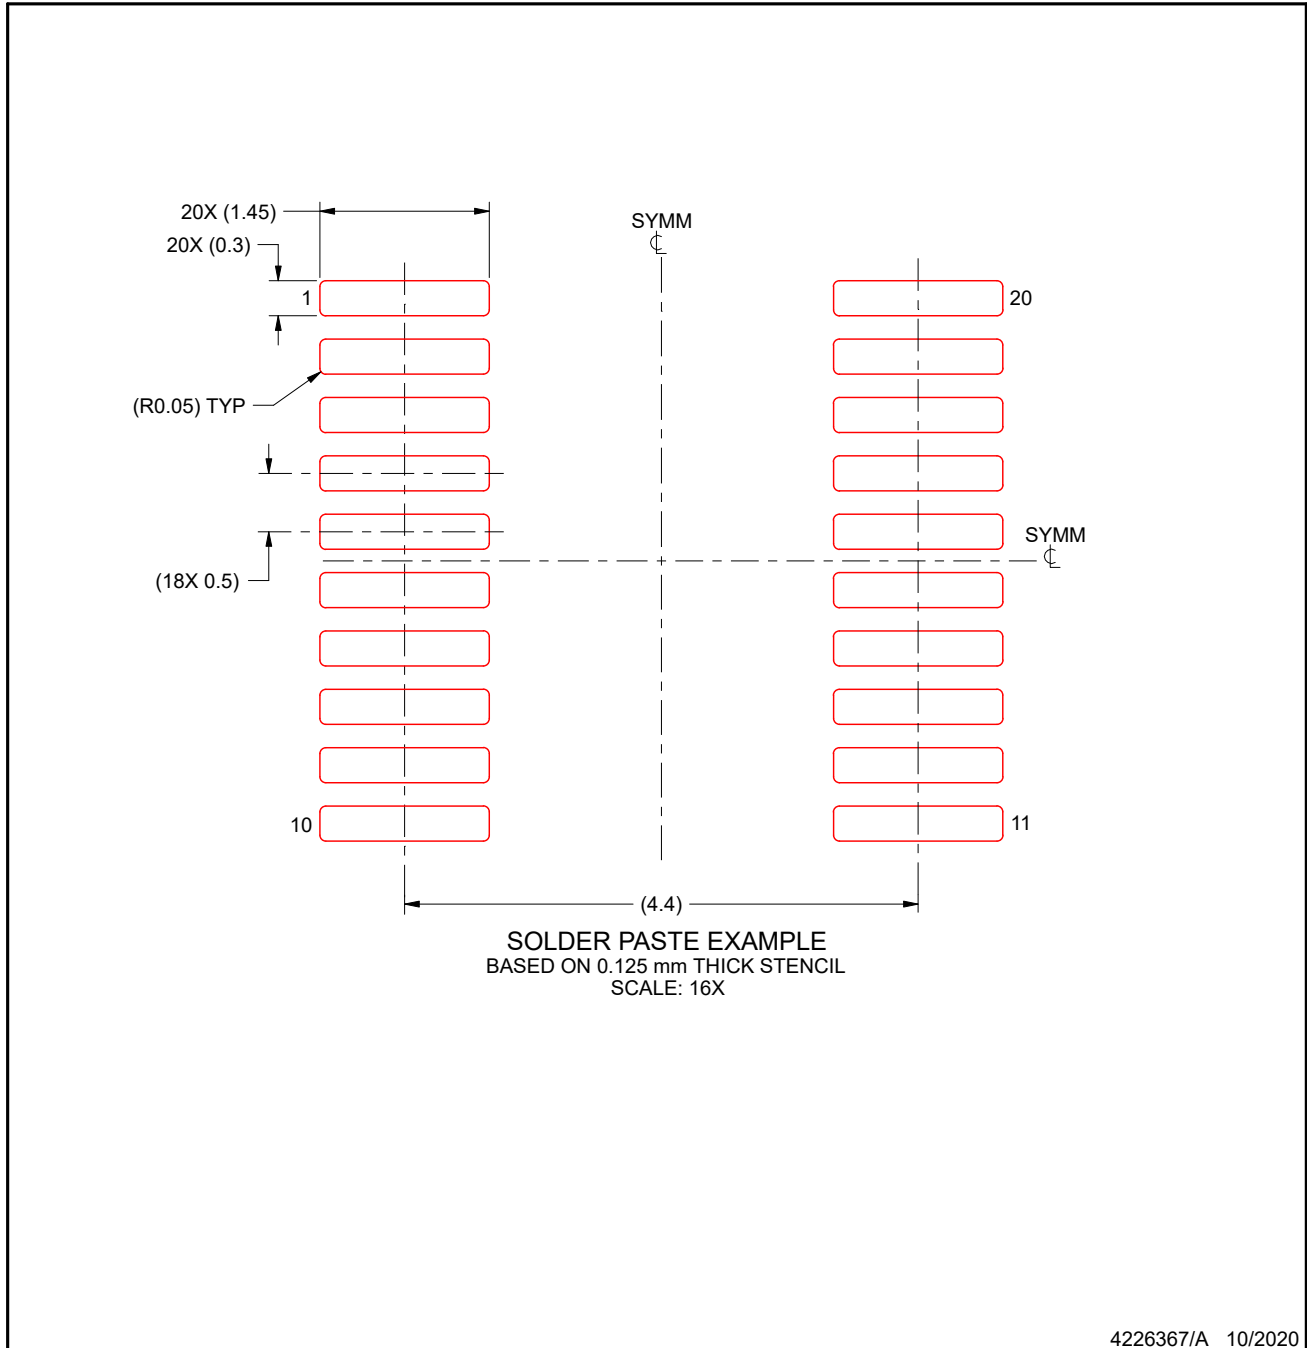 20X (1.45)
SYMM
20X (0.3)
1
20
(R0.05) TYP
SYMM
(18X 0.5)
10
11
(4.4)
SOLDER PASTE EXAMPLE
BASED ON 0.125 mm THICK STENCIL
SCALE: 16X
4226367/A 10/2020